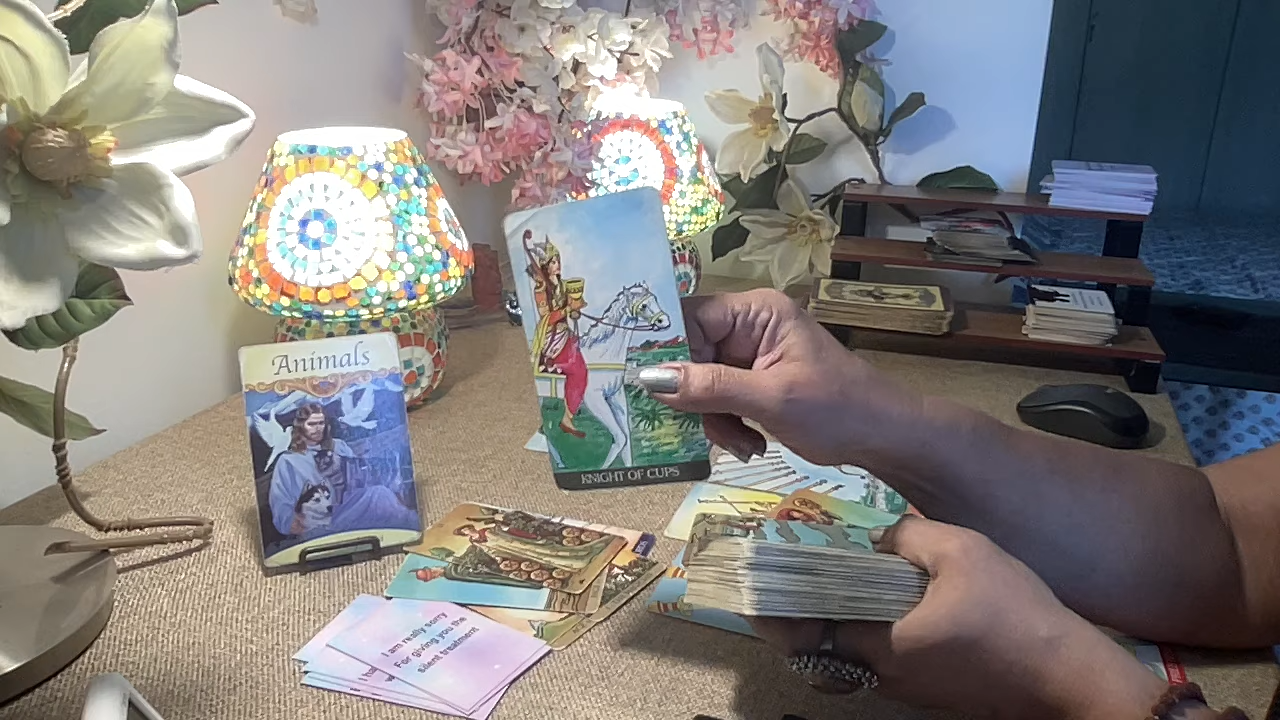 Animals
KNIGHT OF CUPS
I am really sorry
For giving you the
silent treatment